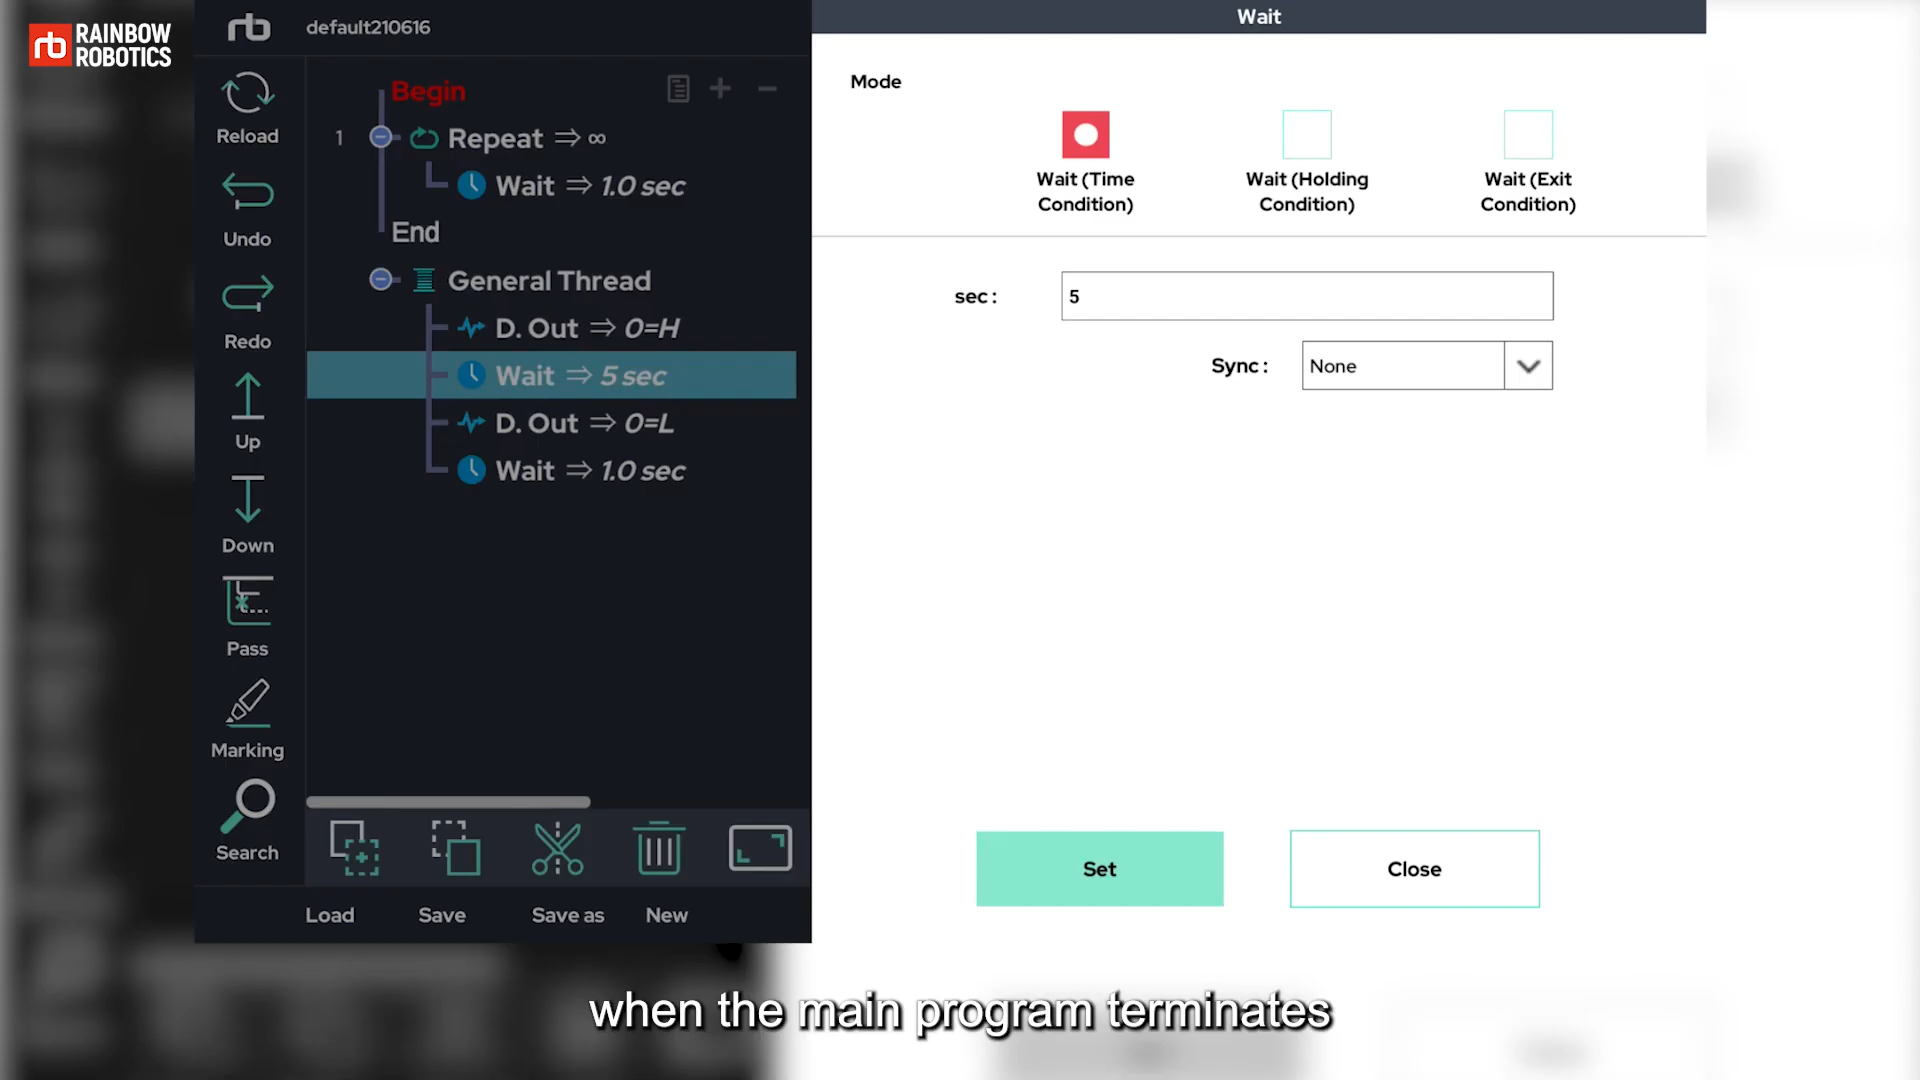 RAINBOW
ROBOTICS
default210616
Reload
Undo
Redo
Up
Down
Pass
Marking
Search
Begin
1 Repeat ⇒ ∞
Wait ⇒ 1.0 sec
End
General Thread
D. Out ⇒ 0=H
Wait ⇒ 5 sec
D. Out ⇒ 0=L
Wait ⇒ 1.0 sec
Load Save Save as New
Wait
Mode
Wait (Time
Condition)
Wait (Holding
Condition)
Wait (Exit
Condition)
sec : 5
Sync : None
Set Close
when the main program terminates